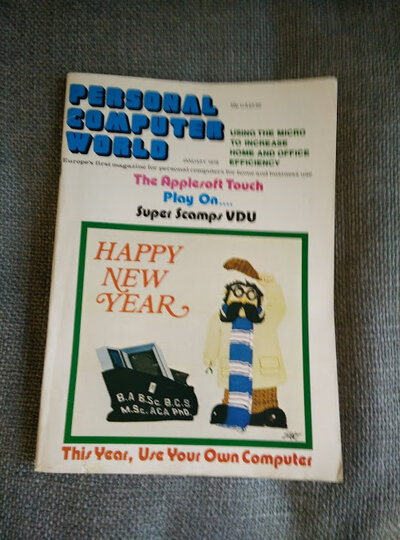 PERSONAL
COMPUTER
WORLD
USING THE MICRO
TO INCREASE
HOME AND OFFICE
EFFICIENCY
Europe's first magazine for personal computers for home and business use
The Applesoft Touch
Play On....
Super Scamps VDU
HAPPY
NEW
YEAR
B.A B.Sc. B.C.S.
M.Sc. ACA PhD.
This Year, Use Your Own Computer